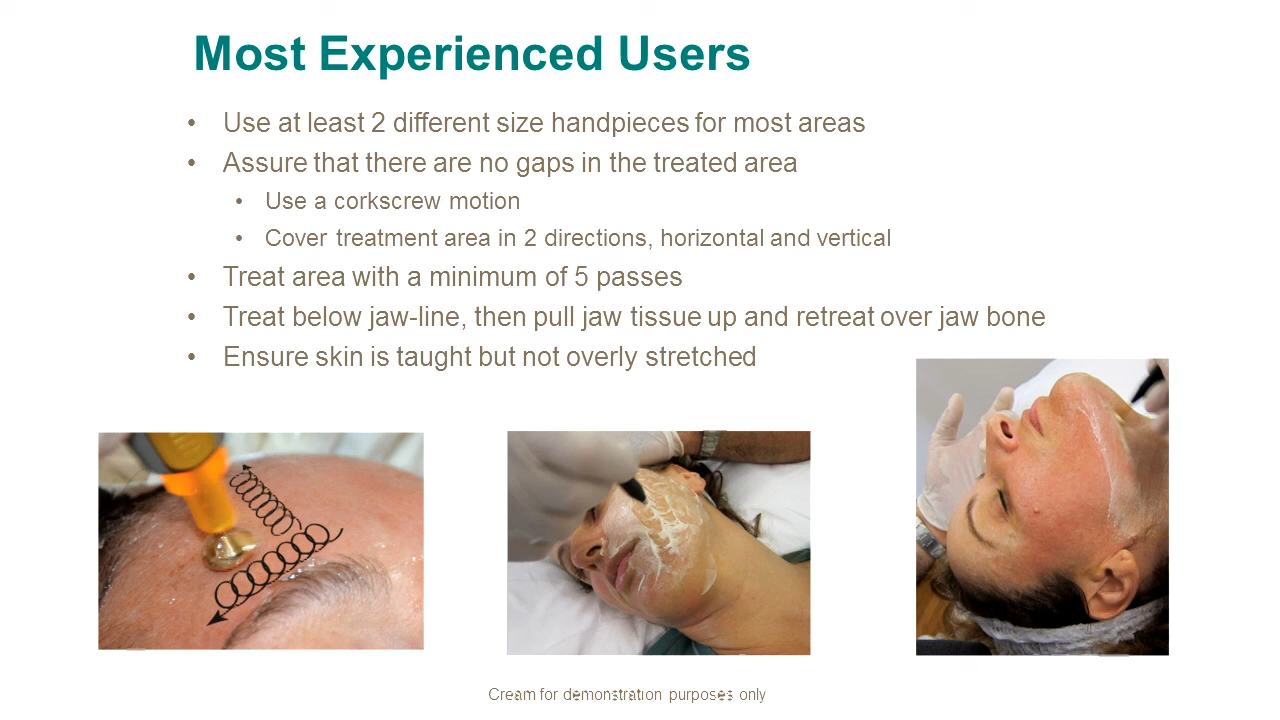 Most Experienced Users
• Use at least 2 different size handpieces for most areas
• Assure that there are no gaps in the treated area
• Use a corkscrew motion
• Cover treatment area in 2 directions, horizontal and vertical
• Treat area with a minimum of 5 passes
• Treat below jaw-line, then pull jaw tissue up and retreat over jaw bone
• Ensure skin is taught but not overly stretched
Cream for demonstration purposes only